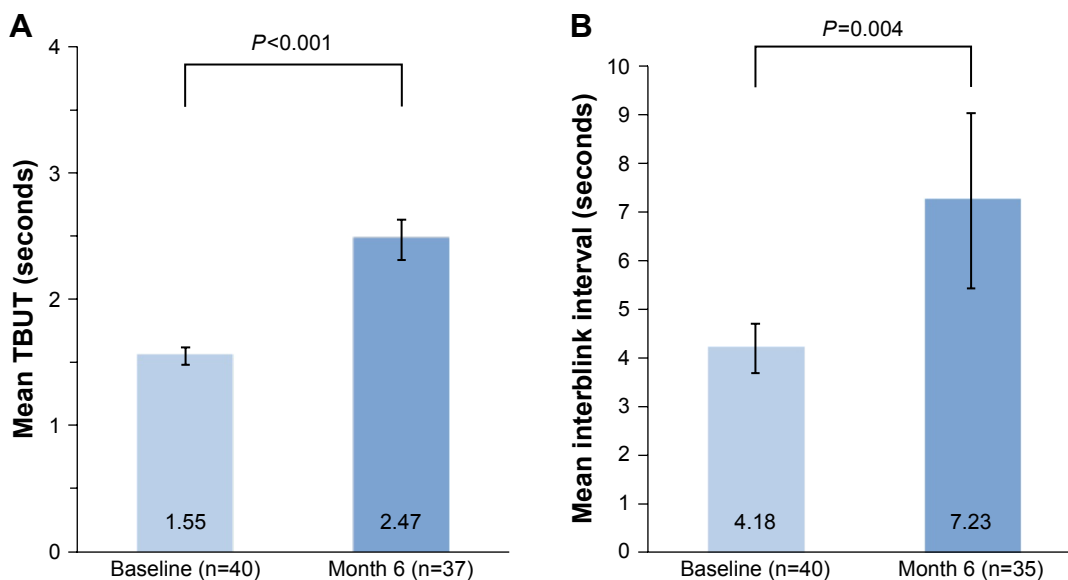 A
P<0.001
Mean TBUT (seconds)
4
3
2
1
0
1.55
2.47
Baseline (n=40)
Month 6 (n=37)
B
P=0.004
Mean interblink interval (seconds)
10
9
8
7
6
5
4
3
2
1
0
4.18
7.23
Baseline (n=40)
Month 6 (n=35)